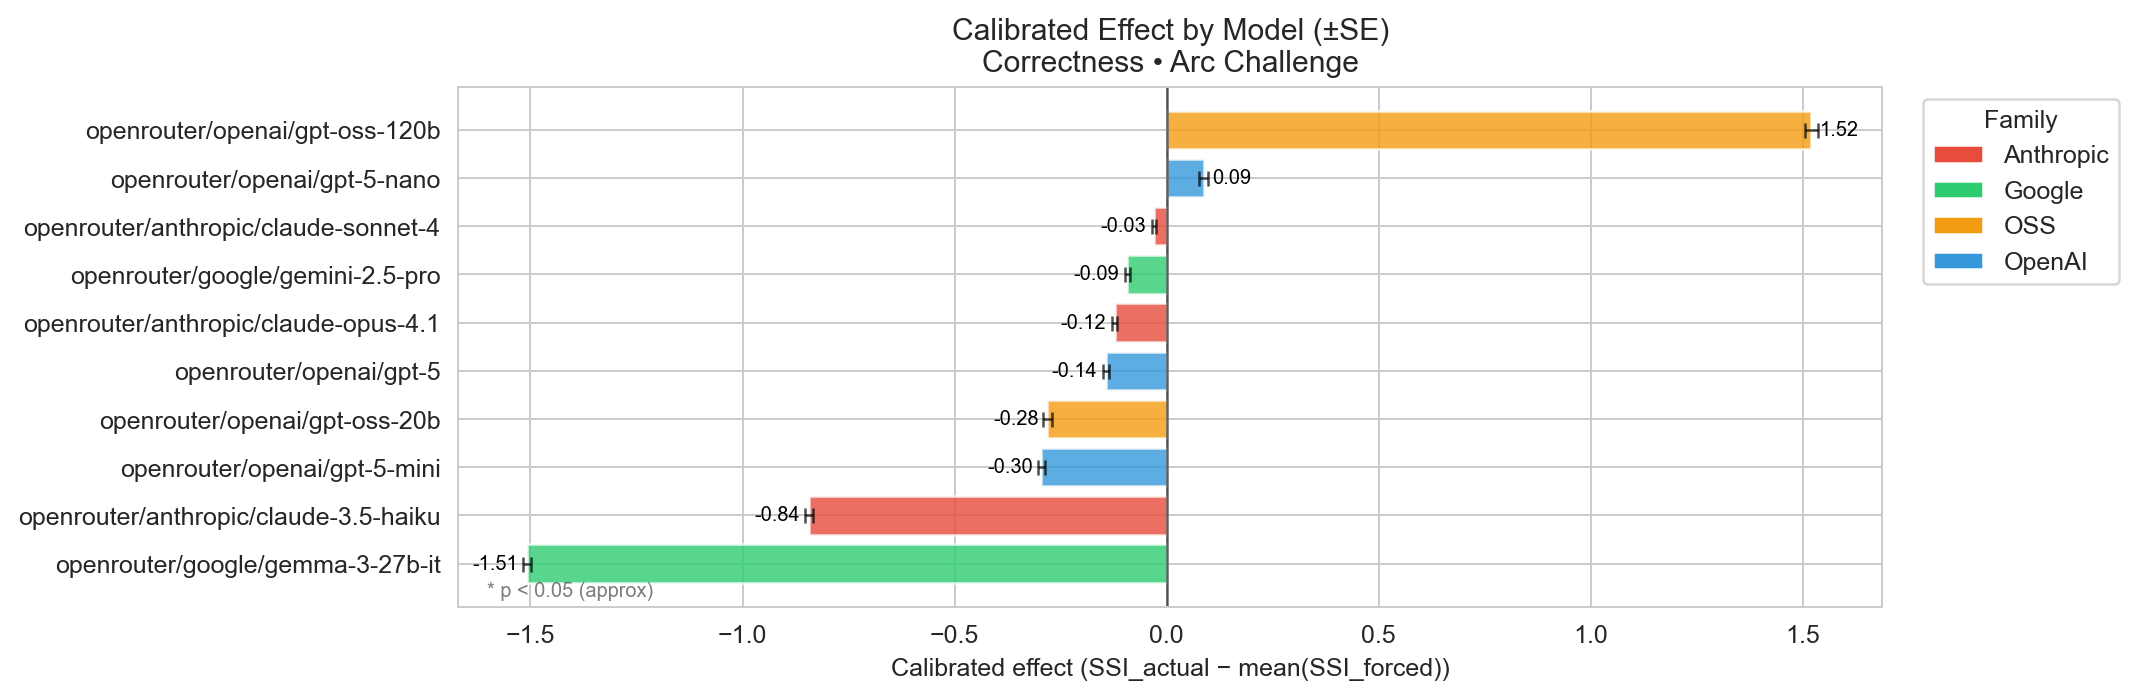 Calibrated Effect by Model (±SE)
Correctness • Arc Challenge
openrouter/openai/gpt-oss-120b
1.52
openrouter/openai/gpt-5-nano
0.09
openrouter/anthropic/claude-sonnet-4
-0.03
openrouter/google/gemini-2.5-pro
-0.09
openrouter/anthropic/claude-opus-4.1
-0.12
openrouter/openai/gpt-5
-0.14
openrouter/openai/gpt-oss-20b
-0.28
openrouter/openai/gpt-5-mini
-0.30
openrouter/anthropic/claude-3.5-haiku
-0.84
openrouter/google/gemma-3-27b-it
-1.51
* p < 0.05 (approx)
−1.5 −1.0 −0.5 0.0 0.5 1.0 1.5
Calibrated effect (SSI_actual − mean(SSI_forced))
Family
Anthropic
Google
OSS
OpenAI